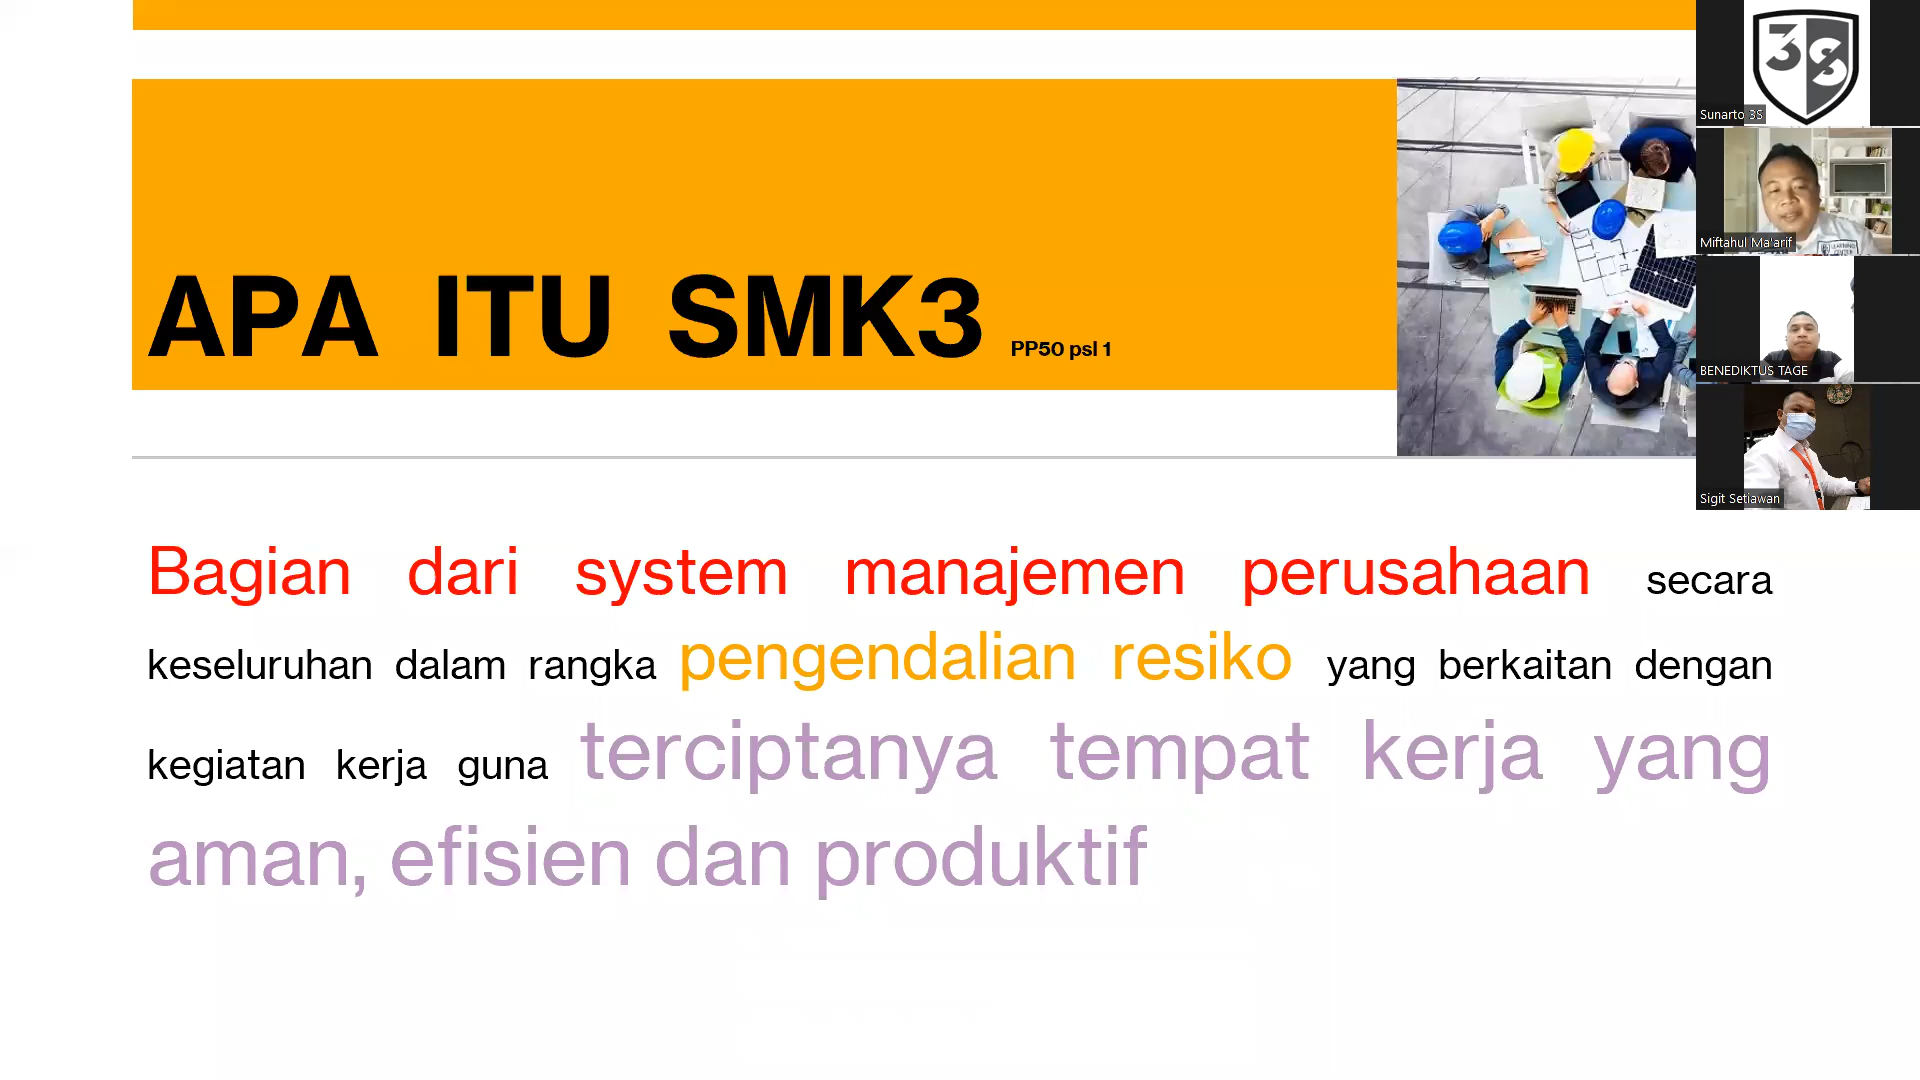 APA ITU SMK3 PP50 psl 1
Bagian dari system manajemen perusahaan secara
keseluruhan dalam rangka pengendalian resiko yang berkaitan dengan
kegiatan kerja guna terciptanya tempat kerja yang
aman, efisien dan produktif
3S
Sunarto 3S
Miftahul Ma'arif
BENEDIKTUS TAGE
Sigit Setiawan